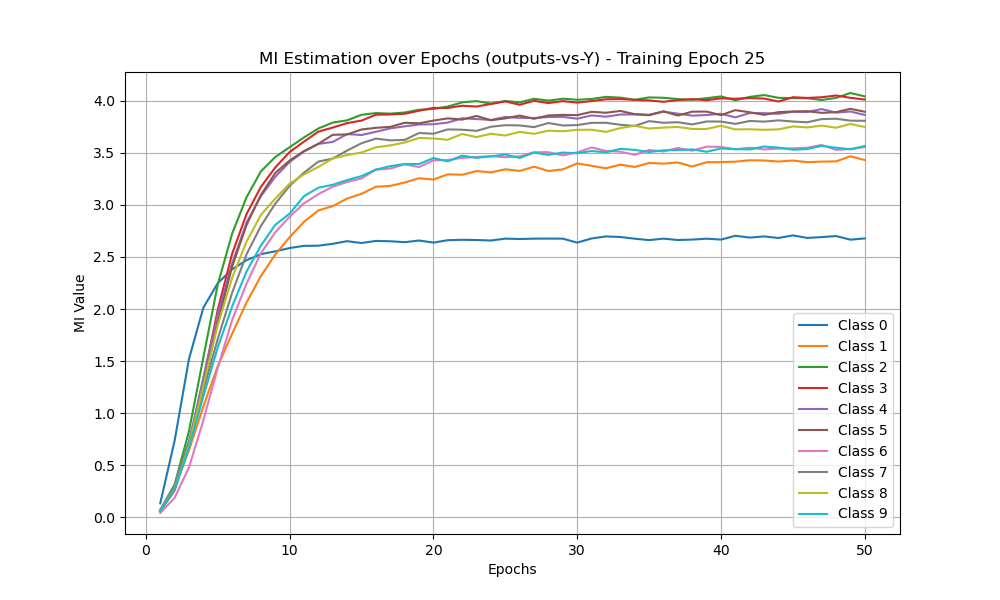 MI Estimation over Epochs (outputs-vs-Y) - Training Epoch 25
MI Value
4.0
3.5
3.0
2.5
2.0
1.5
1.0
0.5
0.0
0 10 20 30 40 50
Epochs
Class 0
Class 1
Class 2
Class 3
Class 4
Class 5
Class 6
Class 7
Class 8
Class 9